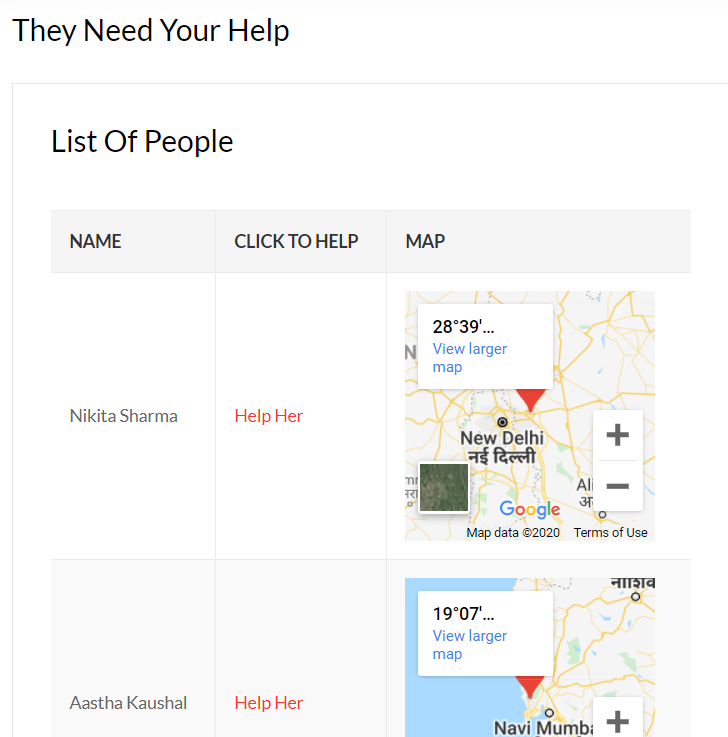 They Need Your Help
List Of People
NAME CLICK TO HELP MAP
Nikita Sharma
Help Her
28°39'...
View larger
map
New Delhi
नई दिल्ली
Google
Map data ©2020 Terms of Use
Aastha Kaushal
Help Her
19°07'...
View larger
map
Navi Mumba